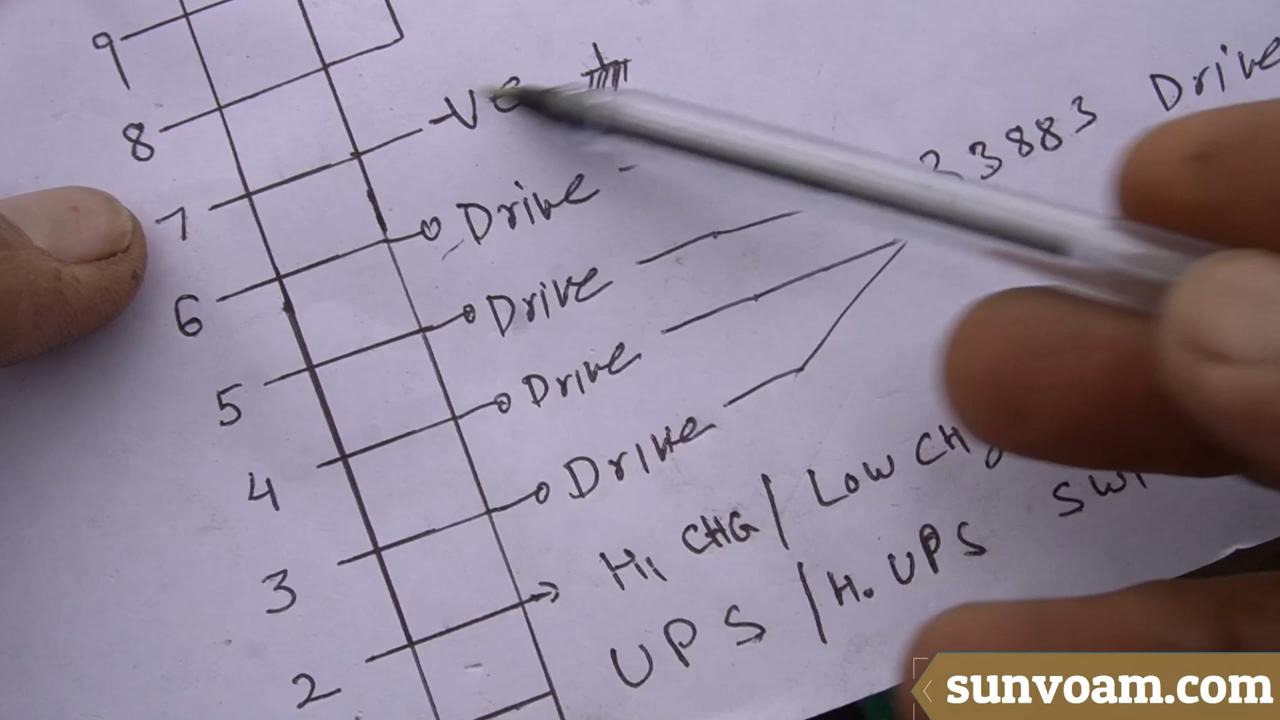 9
8
7 -V
6 Drive -
5 Drive
4 Drive
3 Drive
23883 Drive
2 Hi CHG / LOW CHG
UPS / H. UPS SWI
sunvoam.com